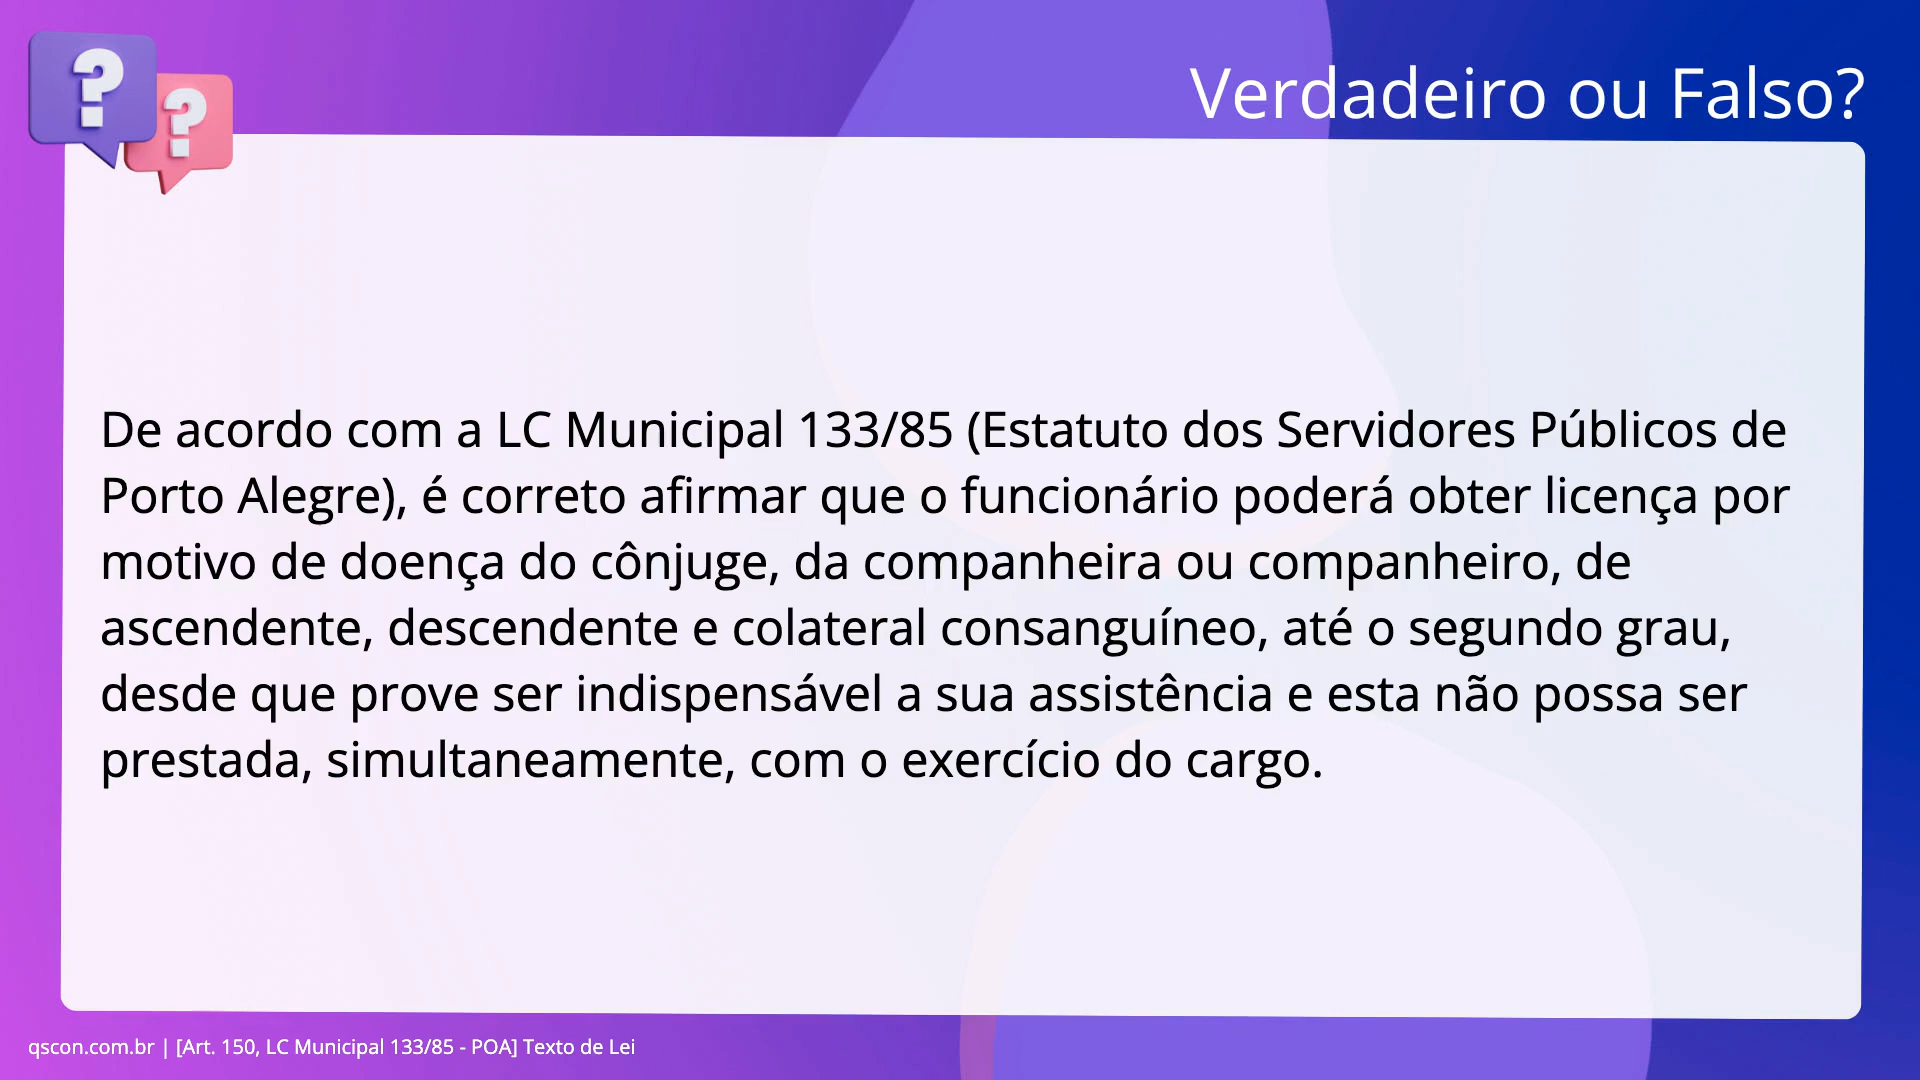 Verdadeiro ou Falso?
De acordo com a LC Municipal 133/85 (Estatuto dos Servidores Públicos de
Porto Alegre), é correto afirmar que o funcionário poderá obter licença por
motivo de doença do cônjuge, da companheira ou companheiro, de
ascendente, descendente e colateral consanguíneo, até o segundo grau,
desde que prove ser indispensável a sua assistência e esta não possa ser
prestada, simultaneamente, com o exercício do cargo.
qscon.com.br | [Art. 150, LC Municipal 133/85 - POA] Texto de Lei